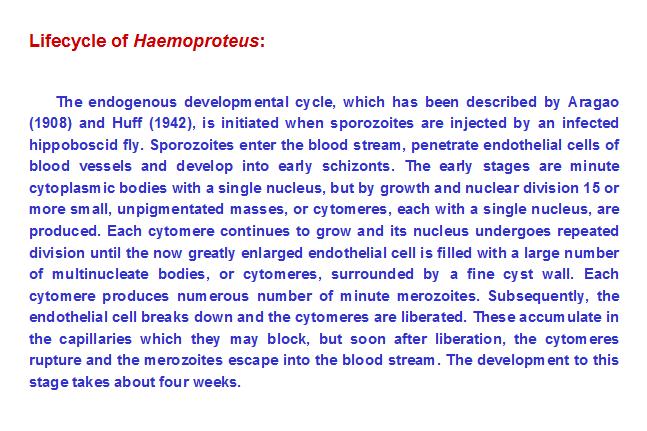 Lifecycle of Haemoproteus:
The endogenous developmental cycle, which has been described by Aragao
(1908) and Huff (1942), is initiated when sporozoites are injected by an infected
hippoboscid fly. Sporozoites enter the blood stream, penetrate endothelial cells of
blood vessels and develop into early schizonts. The early stages are minute
cytoplasmic bodies with a single nucleus, but by growth and nuclear division 15 or
more small, unpigmentated masses, or cytomeres, each with a single nucleus, are
produced. Each cytomere continues to grow and its nucleus undergoes repeated
division until the now greatly enlarged endothelial cell is filled with a large number
of multinucleate bodies, or cytomeres, surrounded by a fine cyst wall. Each
cytomere produces numerous number of minute merozoites. Subsequently, the
endothelial cell breaks down and the cytomeres are liberated. These accumulate in
the capillaries which they may block, but soon after liberation, the cytomeres
rupture and the merozoites escape into the blood stream. The development to this
stage takes about four weeks.